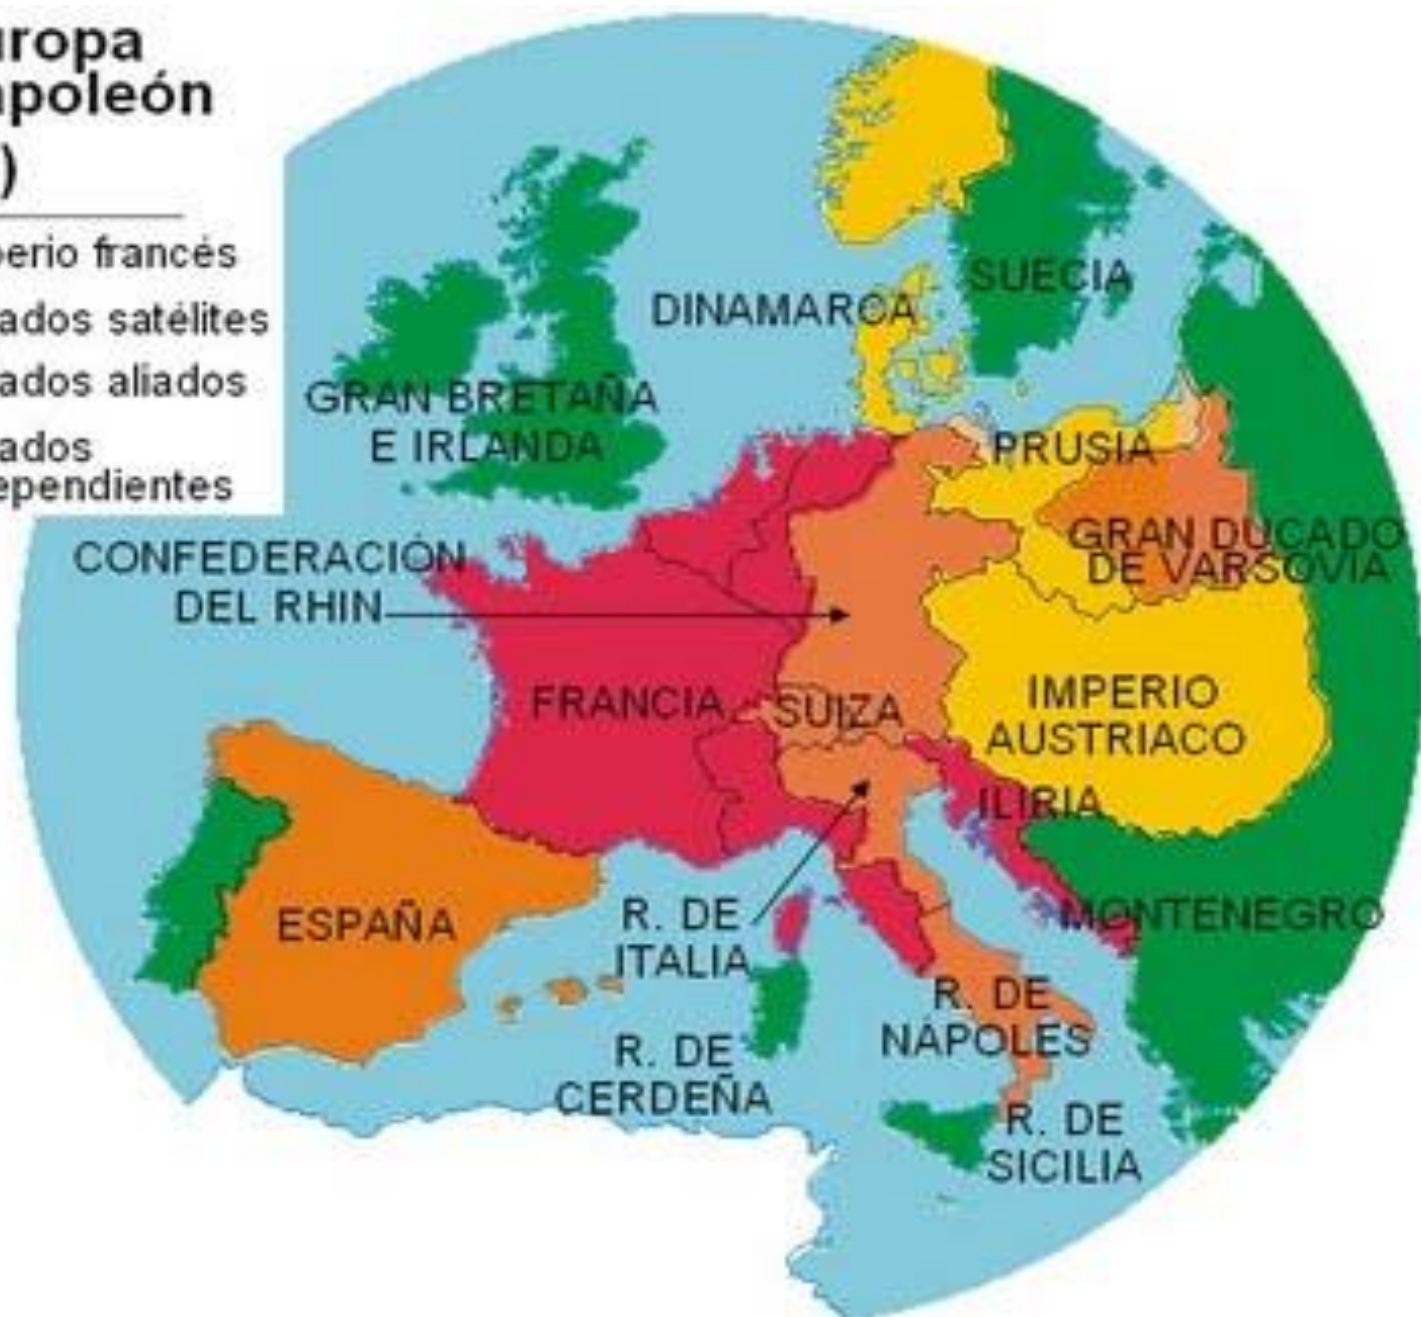 uropa
apoleón
)
perio francés
ados satélites
ados aliados
ados
ependientes
SUECIA
DINAMARCA
GRAN BRETAÑA
E IRLANDA
PRUSIA
GRAN DUCADO
DE VARSOVIA
CONFEDERACIÓN
DEL RHIN
FRANCIA
SUIZA
IMPERIO
AUSTRIACO
ILIRIA
ESPAÑA
R. DE
ITALIA
MONTENEGRO
R. DE
NÁPOLES
R. DE
CERDEÑA
R. DE
SICILIA